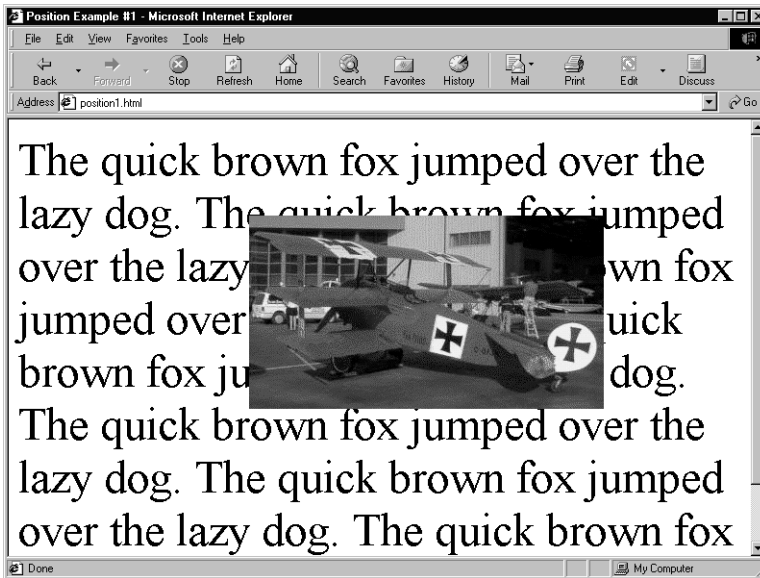 Position Example #1 - Microsoft Internet Explorer
File Edit View Favorites Tools Help
Back Forward Stop Refresh Home Search Favorites History Mail Print Edit Discuss
Address position1.html Go
The quick brown fox jumped over the
lazy dog. The quick brown fox jumped
over the lazy wn fox
jumped over uick
brown fox ju dog.
The quick brown fox jumped over the
lazy dog. The quick brown fox jumped
over the lazy dog. The quick brown fox
Done My Computer